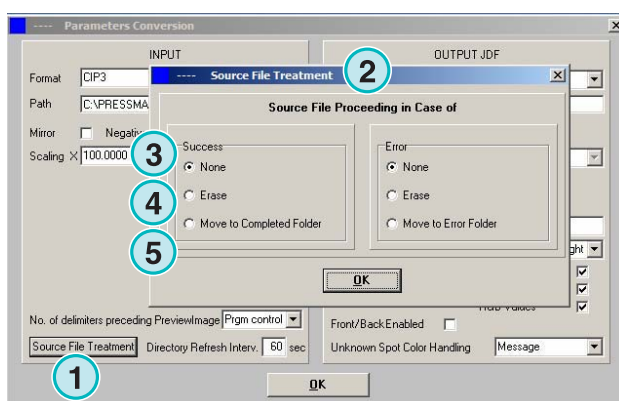 ---- Parameters Conversion
INPUT
OUTPUT JDF
Format CIP3
---- Source File Treatment
2
Path C:\PRESSMA
Source File Proceeding in Case of
Mirror
Scaling X 100.0000
3
Success
Error
None
None
4
Erase
Erase
5
Move to Completed Folder
Move to Error Folder
OK
No. of delimiters preceding PreviewImage Prgm control
Front/Back Enabled
Source File Treatment Directory Refresh Interv. 60 sec
Unknown Spot Color Handling Message
1
OK